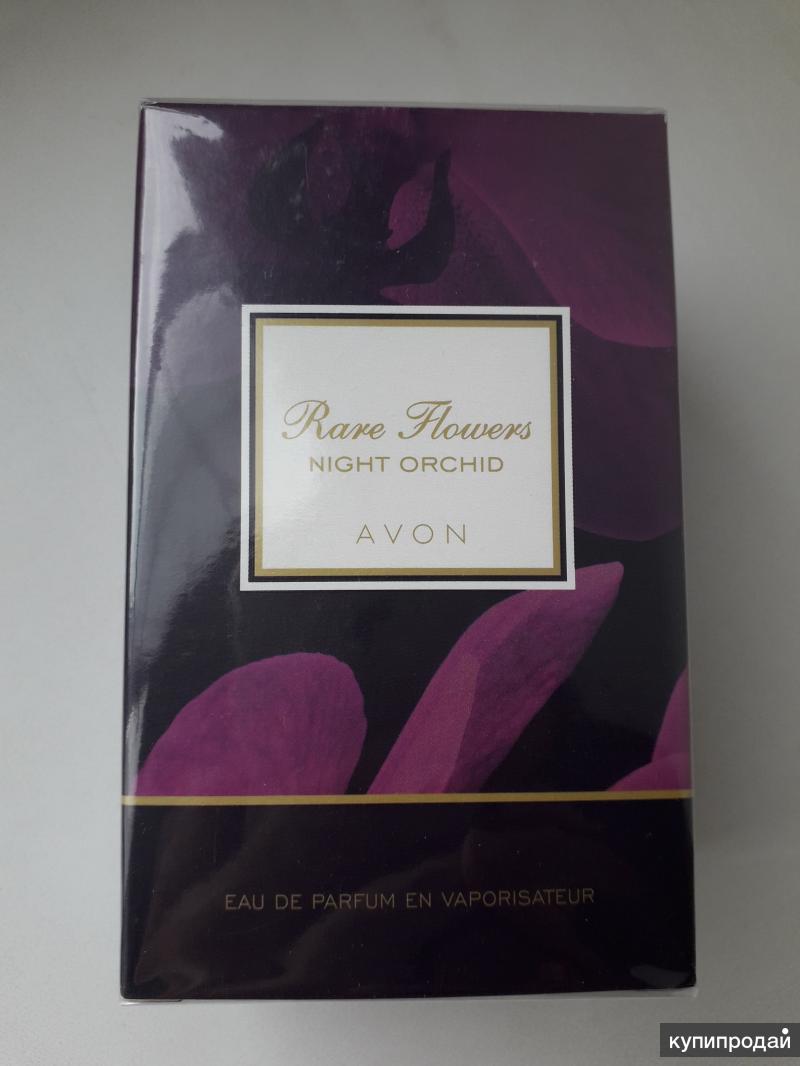 Rare Flowers
NIGHT ORCHID
AVON
EAU DE PARFUM EN VAPORISATEUR
купипродай